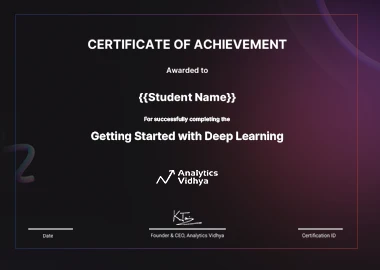 CERTIFICATE OF ACHIEVEMENT
Awarded to
{{Student Name}}
For successfully completing the
Getting Started with Deep Learning
Analytics
Vidhya
Date
Founder & CEO, Analytics Vidhya
Certification ID